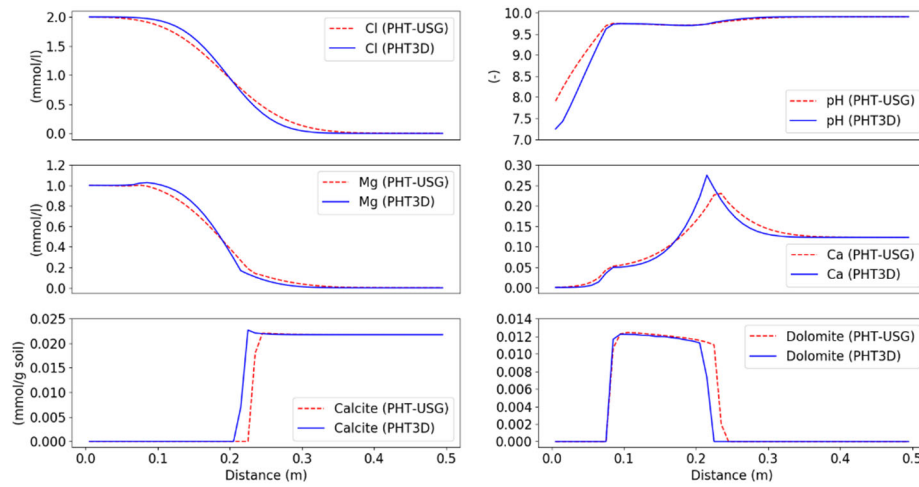 2.0
1.5
1.0
0.5
0.0
(mmol/l)
Cl (PHT-USG)
Cl (PHT3D)
10.0
9.5
9.0
8.5
8.0
7.5
7.0
(-)
pH (PHT-USG)
pH (PHT3D)
1.2
1.0
0.8
0.6
0.4
0.2
0.0
(mmol/l)
Mg (PHT-USG)
Mg (PHT3D)
0.30
0.25
0.20
0.15
0.10
0.05
0.00
Ca (PHT-USG)
Ca (PHT3D)
0.025
0.020
0.015
0.010
0.005
0.000
(mmol/g soil)
Calcite (PHT-USG)
Calcite (PHT3D)
0.0 0.1 0.2 0.3 0.4 0.5
Distance (m)
0.014
0.012
0.010
0.008
0.006
0.004
0.002
0.000
Dolomite (PHT-USG)
Dolomite (PHT3D)
0.0 0.1 0.2 0.3 0.4 0.5
Distance (m)